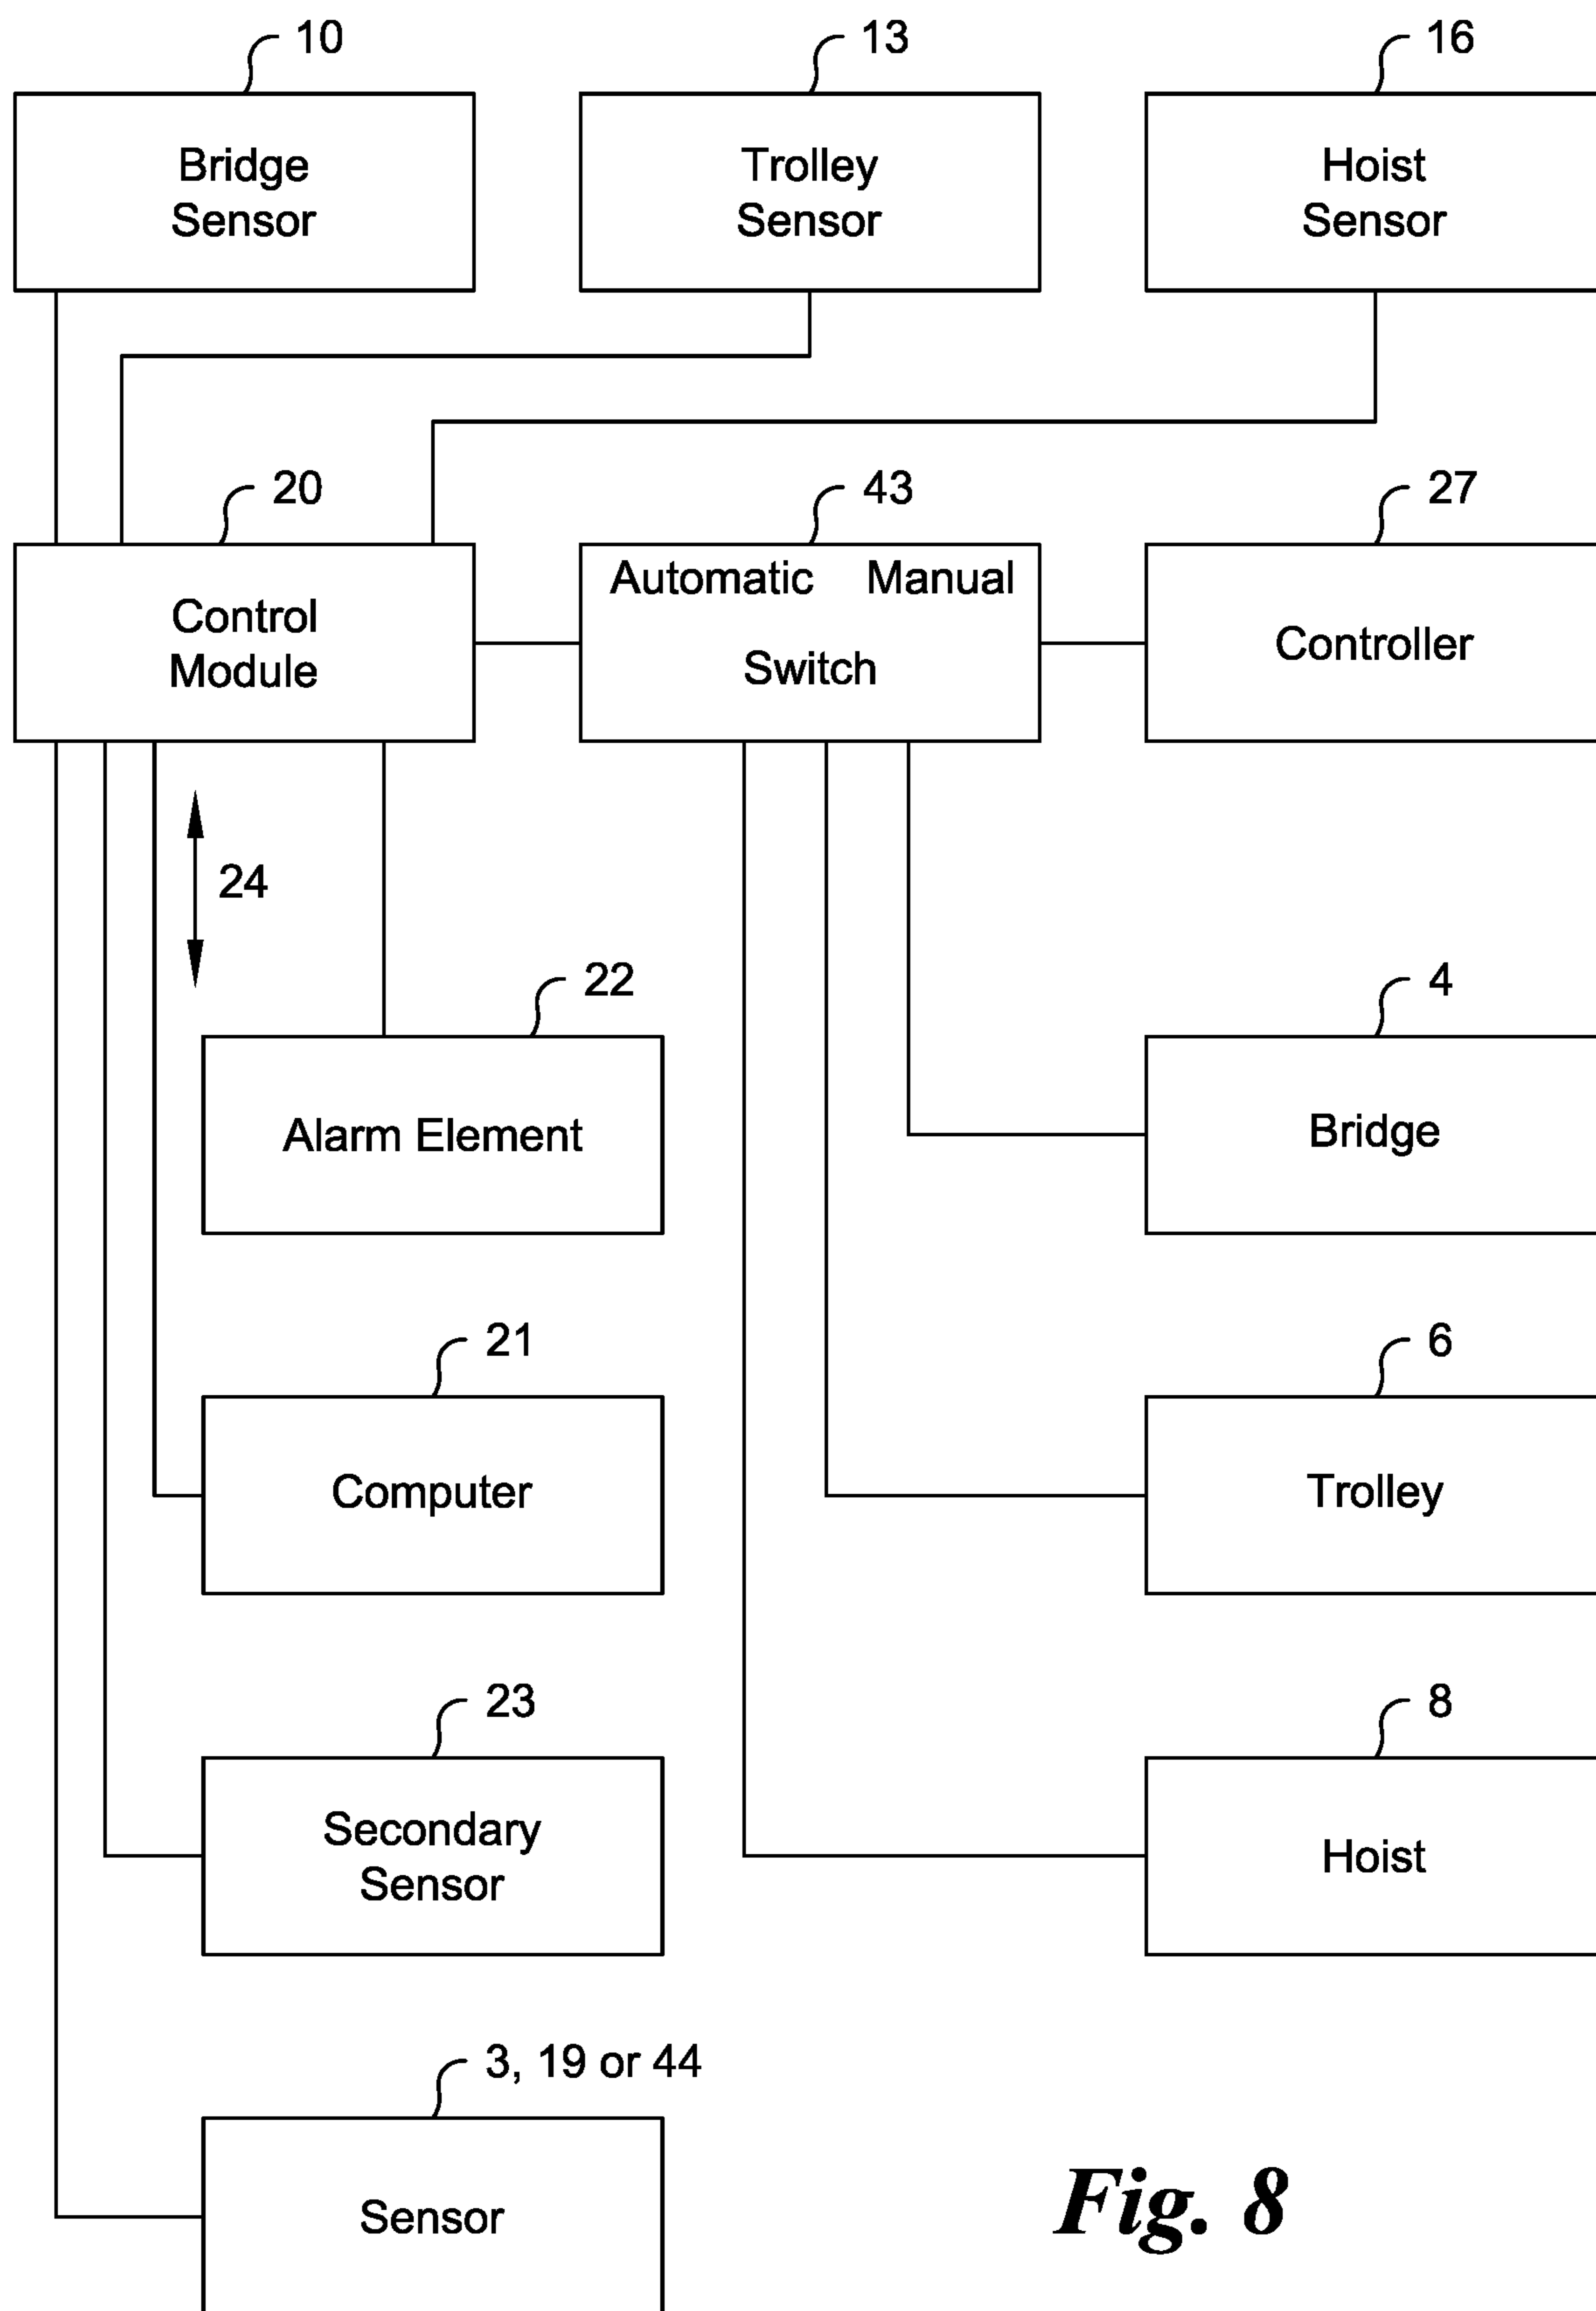 10
13
16
Bridge
Sensor
Trolley
Sensor
Hoist
Sensor
20
43
27
Control
Module
Automatic Manual
Switch
Controller
24
22
4
Alarm Element
Bridge
21
6
Computer
Trolley
23
8
Secondary
Sensor
Hoist
3, 19 or 44
Sensor
Fig. 8